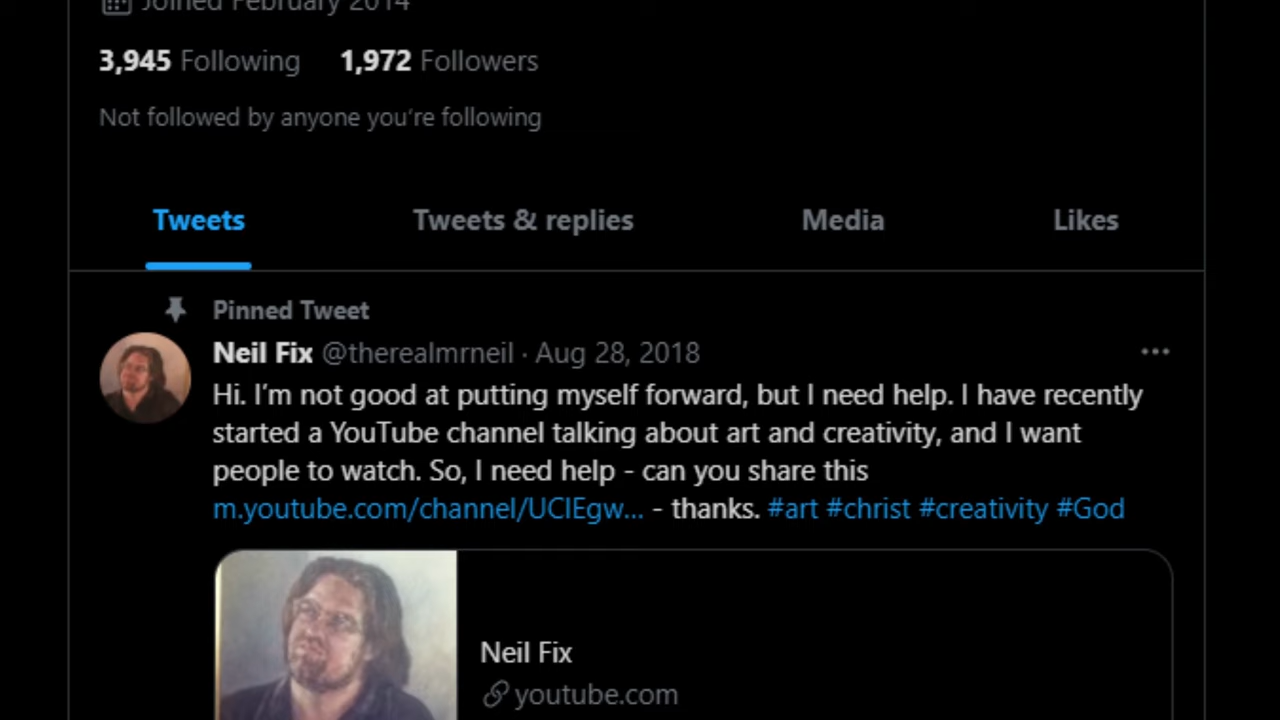 Joined February 2014
3,945 Following 1,972 Followers
Not followed by anyone you're following
Tweets Tweets & replies Media Likes
Pinned Tweet
Neil Fix @therealmrneil · Aug 28, 2018
Hi. I'm not good at putting myself forward, but I need help. I have recently
started a YouTube channel talking about art and creativity, and I want
people to watch. So, I need help - can you share this
m.youtube.com/channel/UClEgw... - thanks. #art #christ #creativity #God
Neil Fix
youtube.com